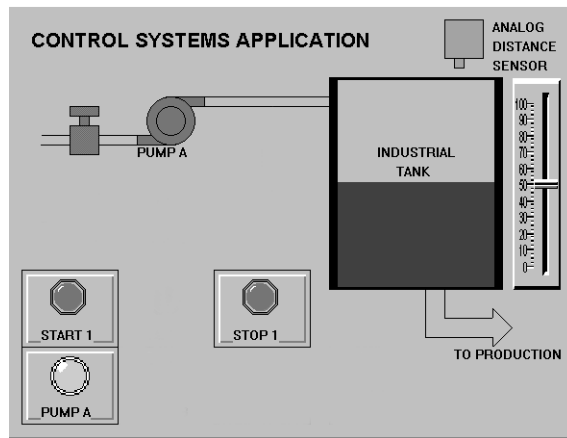 CONTROL SYSTEMS APPLICATION
ANALOG
DISTANCE
SENSOR
PUMP A
INDUSTRIAL
TANK
100
90
80
70
60
50
40
30
20
10
0
START 1
STOP 1
TO PRODUCTION
PUMP A